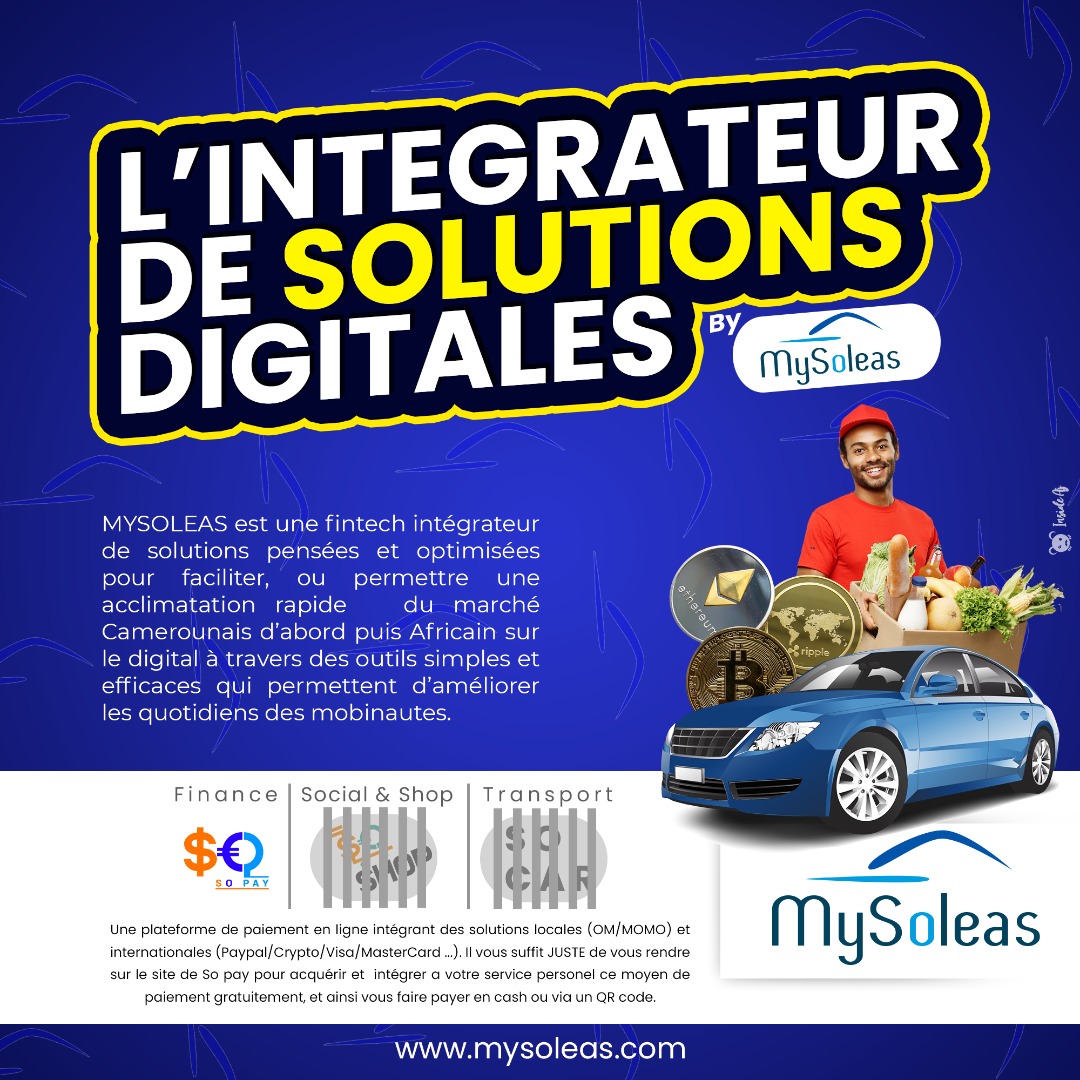 L'INTEGRATEUR
DE SOLUTIONS
DIGITALES
By
MySoleas
Inside Af
MYSOLEAS est une fintech intégrateur
de solutions pensées et optimisées
pour faciliter, ou permettre une
acclimatation rapide du marché
Camerounais d'abord puis Africain sur
le digital à travers des outils simples et
efficaces qui permettent d'améliorer
les quotidiens des mobinautes.
ethereum
ripple
Finance
Social & Shop
Transport
SO PAY
SHOP
SO
CAR
Une plateforme de paiement en ligne intégrant des solutions locales (OM/MOMO) et
internationales (Paypal/Crypto/Visa/MasterCard ...). Il vous suffit JUSTE de vous rendre
sur le site de So pay pour acquérir et intégrer a votre service personel ce moyen de
paiement gratuitement, et ainsi vous faire payer en cash ou via un QR code.
MySoleas
www.mysoleas.com